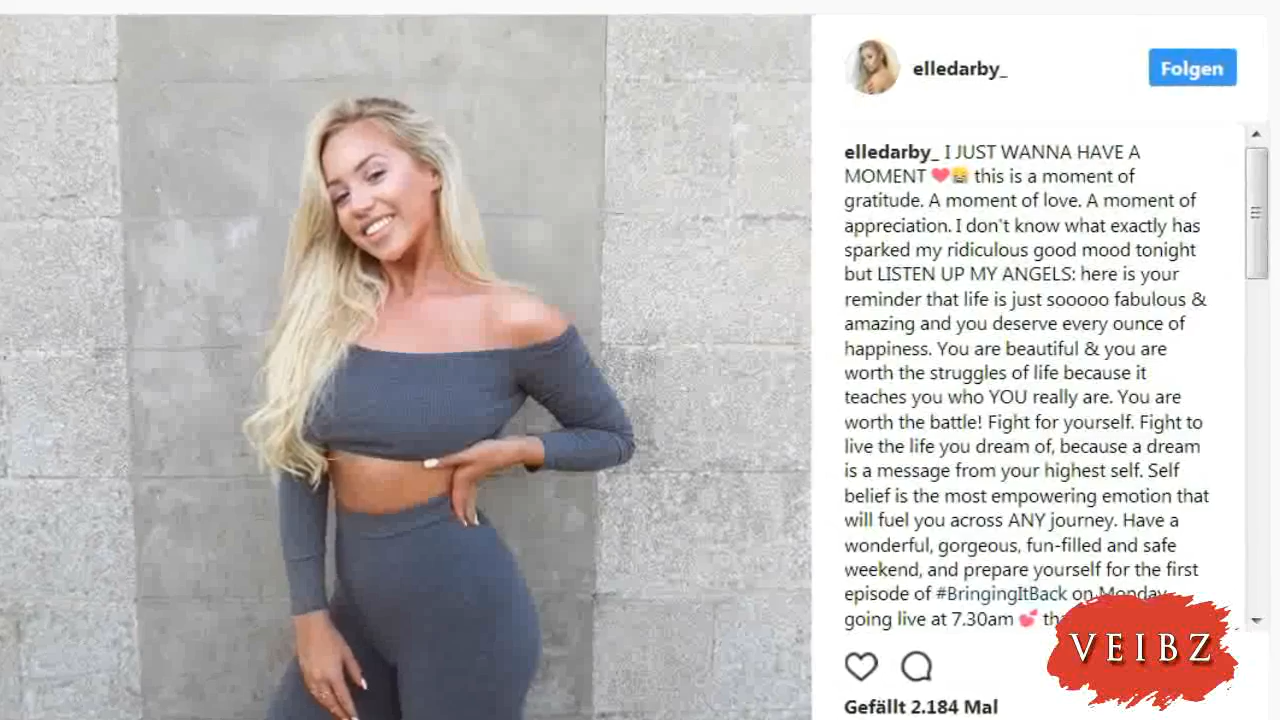 elledarby_
Folgen
elledarby_ I JUST WANNA HAVE A
MOMENT ❤️😹 this is a moment of
gratitude. A moment of love. A moment of
appreciation. I don't know what exactly has
sparked my ridiculous good mood tonight
but LISTEN UP MY ANGELS: here is your
reminder that life is just sooooo fabulous &
amazing and you deserve every ounce of
happiness. You are beautiful & you are
worth the struggles of life because it
teaches you who YOU really are. You are
worth the battle! Fight for yourself. Fight to
live the life you dream of, because a dream
is a message from your highest self. Self
belief is the most empowering emotion that
will fuel you across ANY journey. Have a
wonderful, gorgeous, fun-filled and safe
weekend, and prepare yourself for the first
episode of #BringingItBack on Monday
going live at 7.30am 💕
VEIBZ
Gefällt 2.184 Mal